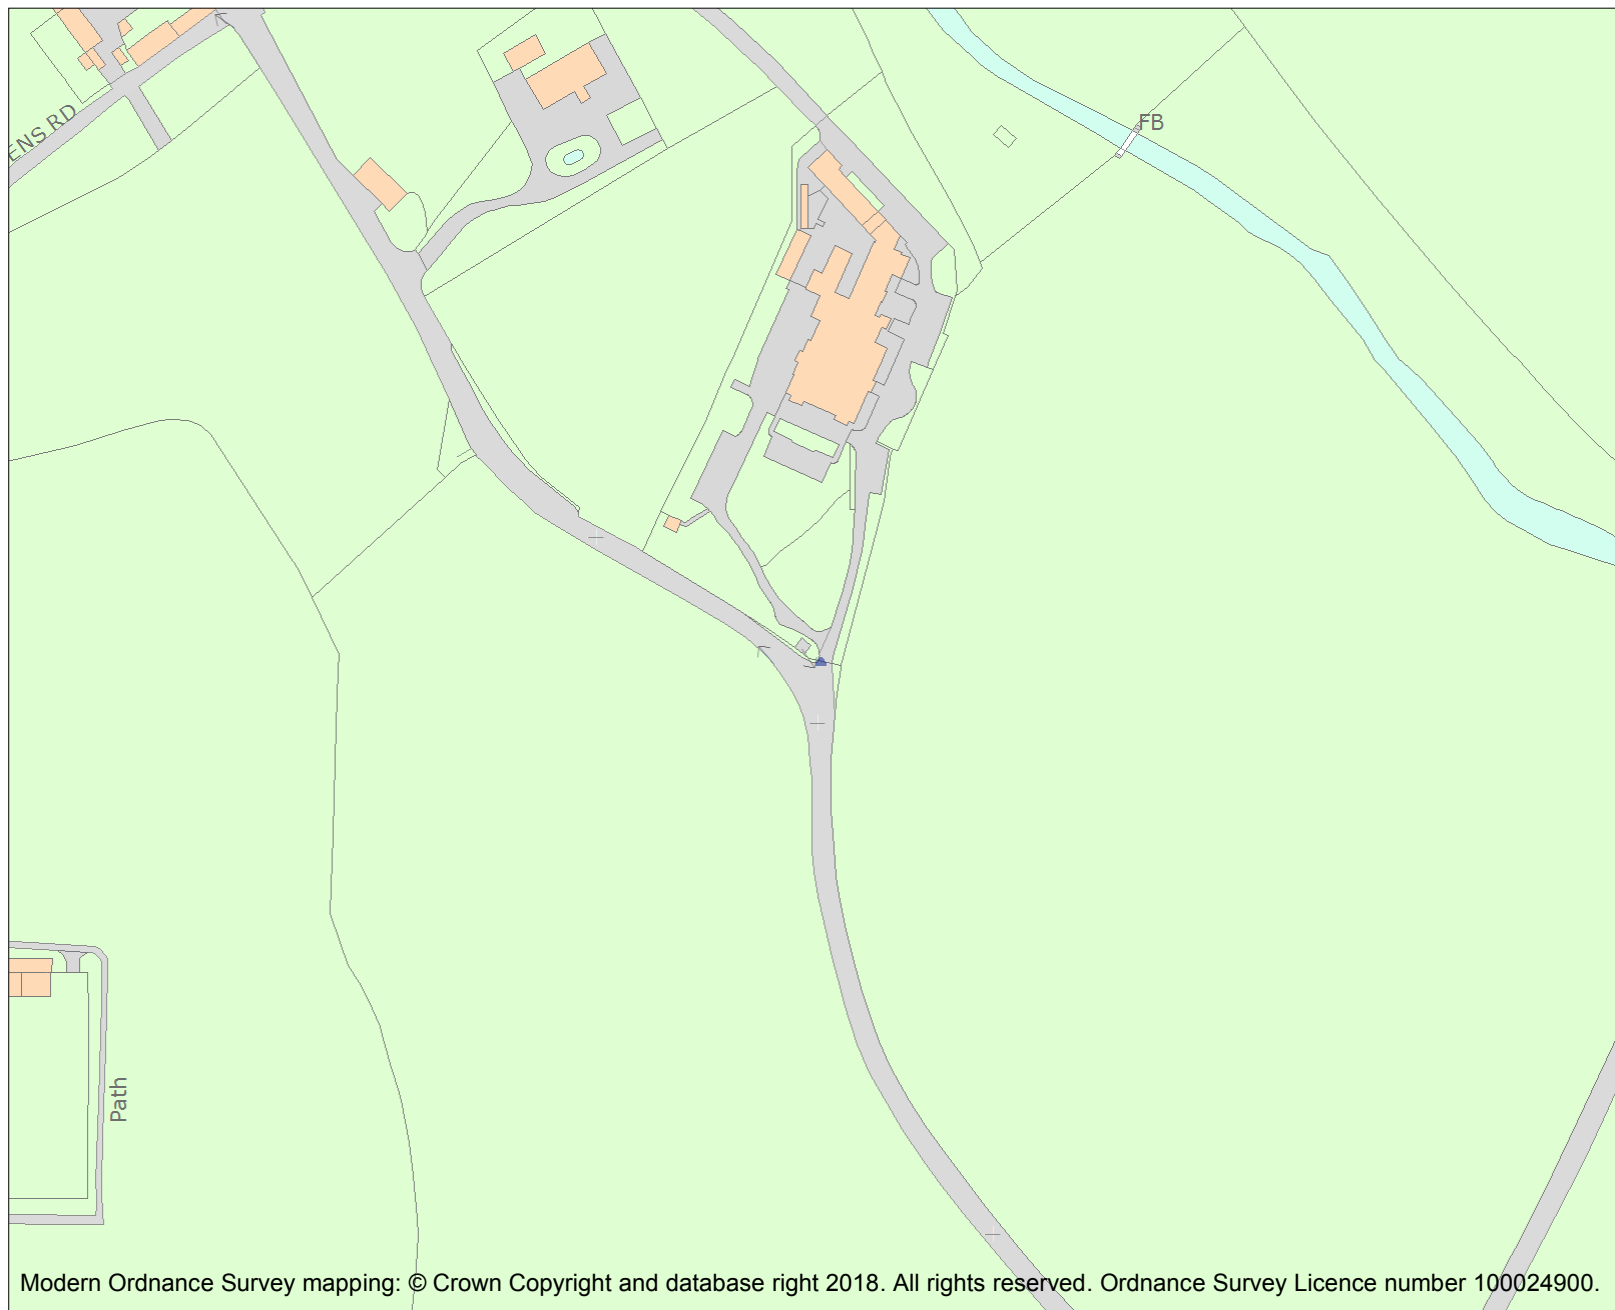 FB
ENS RD
Path
Modern Ordnance Survey mapping: © Crown Copyright and database right 2018. All rights reserved. Ordnance Survey Licence number 100024900.